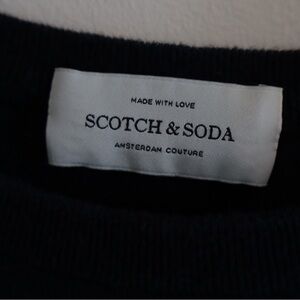 MADE WITH LOVE
SCOTCH & SODA
AMSTERDAM COUTURE